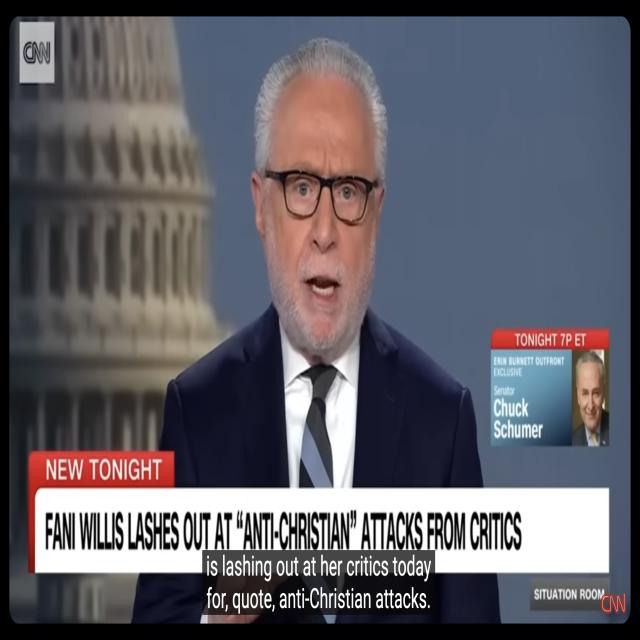 CNN
TONIGHT 7P ET
ERIN BURNETT OUTFRONT
EXCLUSIVE
Senator
Chuck
Schumer
NEW TONIGHT
FANI WILLIS LASHES OUT AT “ANTI-CHRISTIAN” ATTACKS FROM CRITICS
is lashing out at her critics today
for, quote, anti-Christian attacks.
SITUATION ROOM
CNN